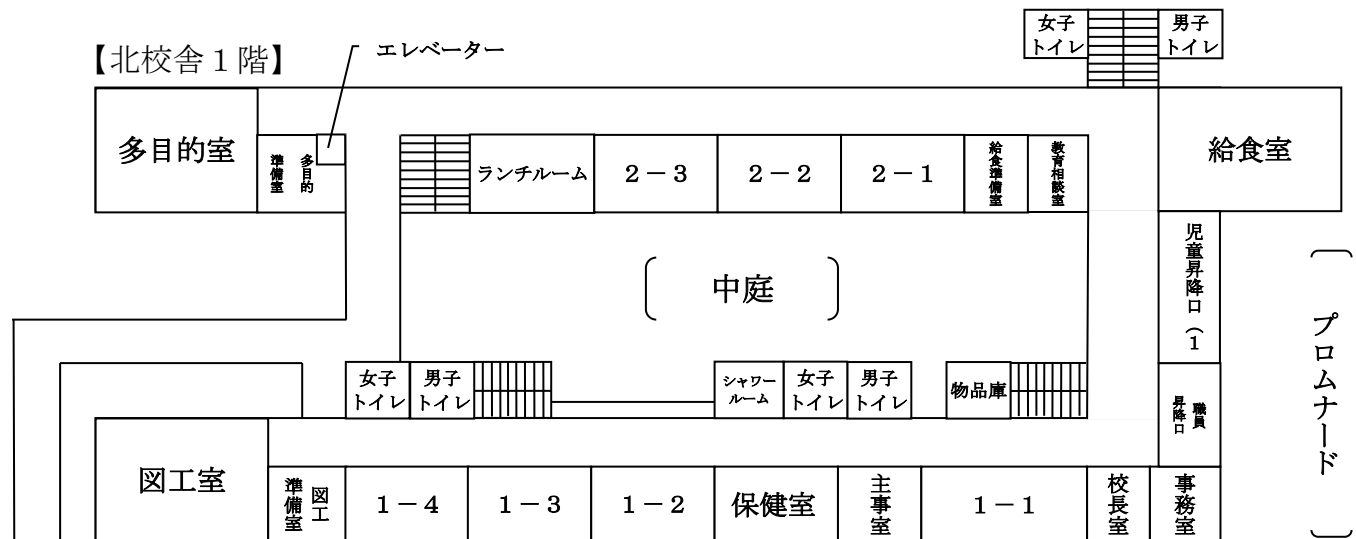 【北校舎１階】
エレベーター
女子
トイレ
男子
トイレ
多目的室
多目的
準備室
ランチルーム
２－３
２－２
２－１
給食準備室
教育相談室
給食室
中庭
児童昇降口（１
プロムナード
女子
トイレ
男子
トイレ
シャワー
ルーム
女子
トイレ
男子
トイレ
物品庫
職員
昇降口
図工室
図工
準備室
１－４
１－３
１－２
保健室
主事室
１－１
校長室
事務室